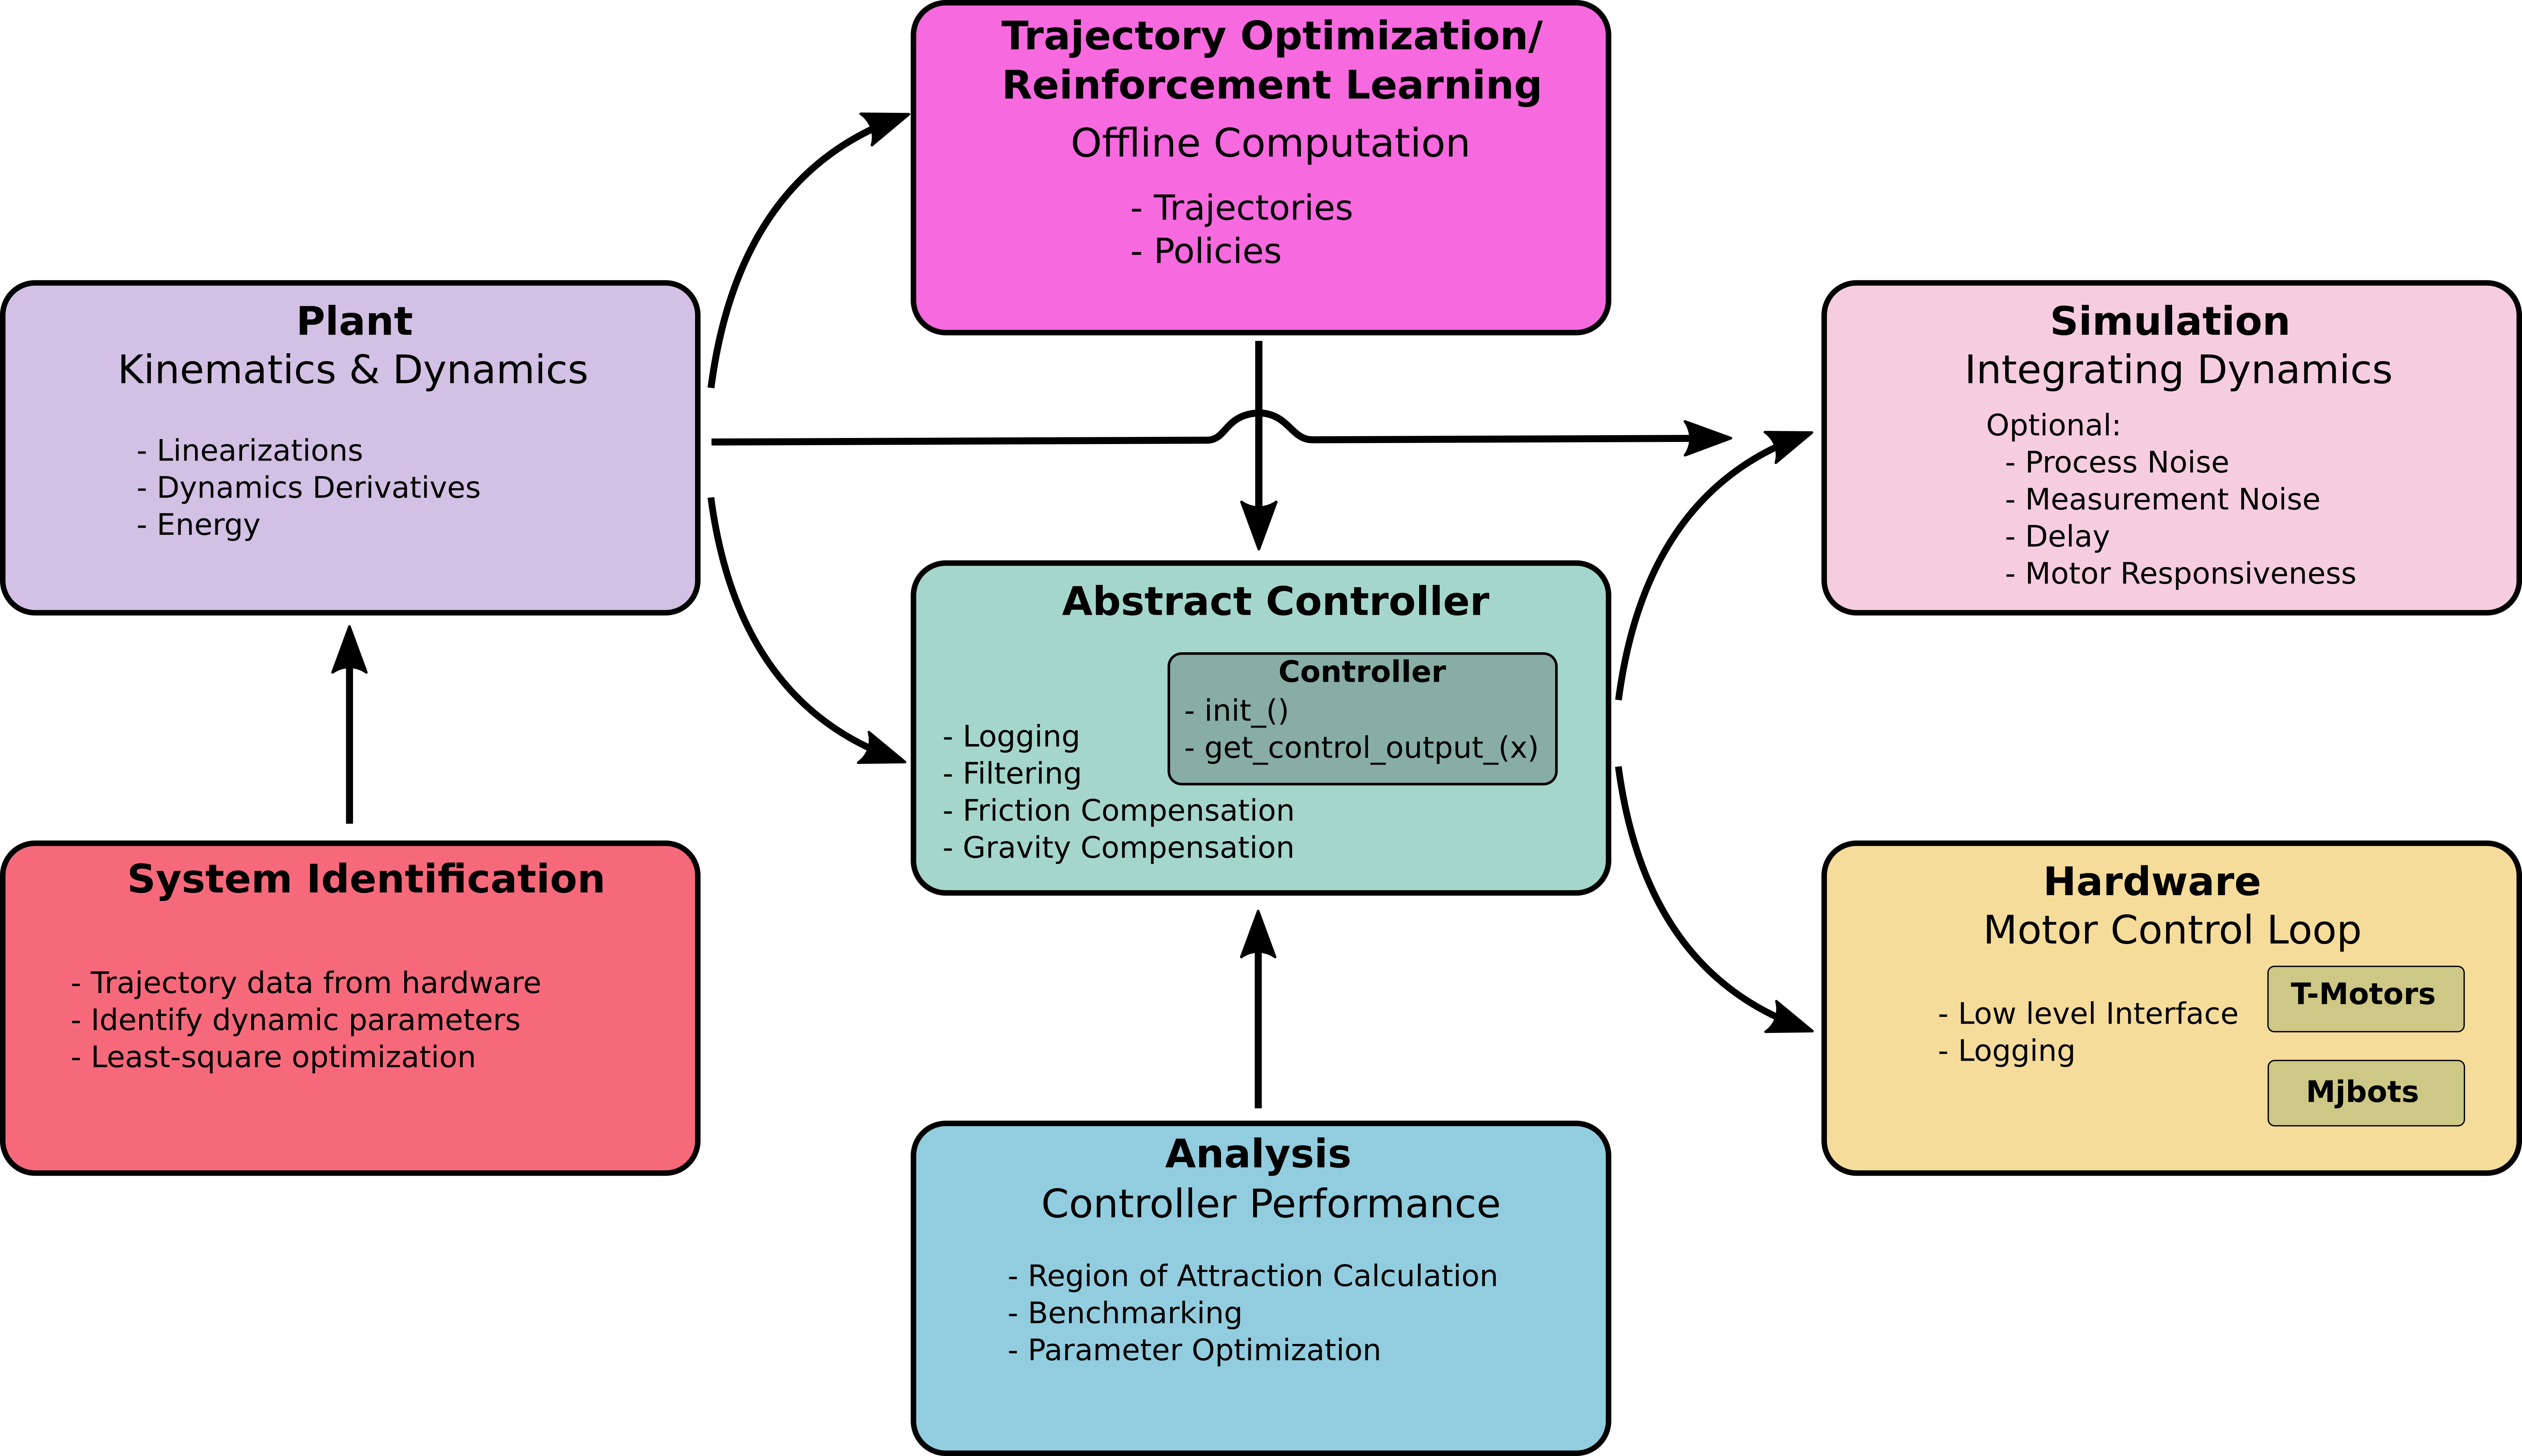 Trajectory Optimization/
Reinforcement Learning
Offline Computation
- Trajectories
- Policies
Plant
Kinematics & Dynamics
- Linearizations
- Dynamics Derivatives
- Energy
Simulation
Integrating Dynamics
Optional:
- Process Noise
- Measurement Noise
- Delay
- Motor Responsiveness
Abstract Controller
Controller
- init_()
- get_control_output_(x)
- Logging
- Filtering
- Friction Compensation
- Gravity Compensation
System Identification
- Trajectory data from hardware
- Identify dynamic parameters
- Least-square optimization
Hardware
Motor Control Loop
- Low level Interface
- Logging
T-Motors
Mjbots
Analysis
Controller Performance
- Region of Attraction Calculation
- Benchmarking
- Parameter Optimization